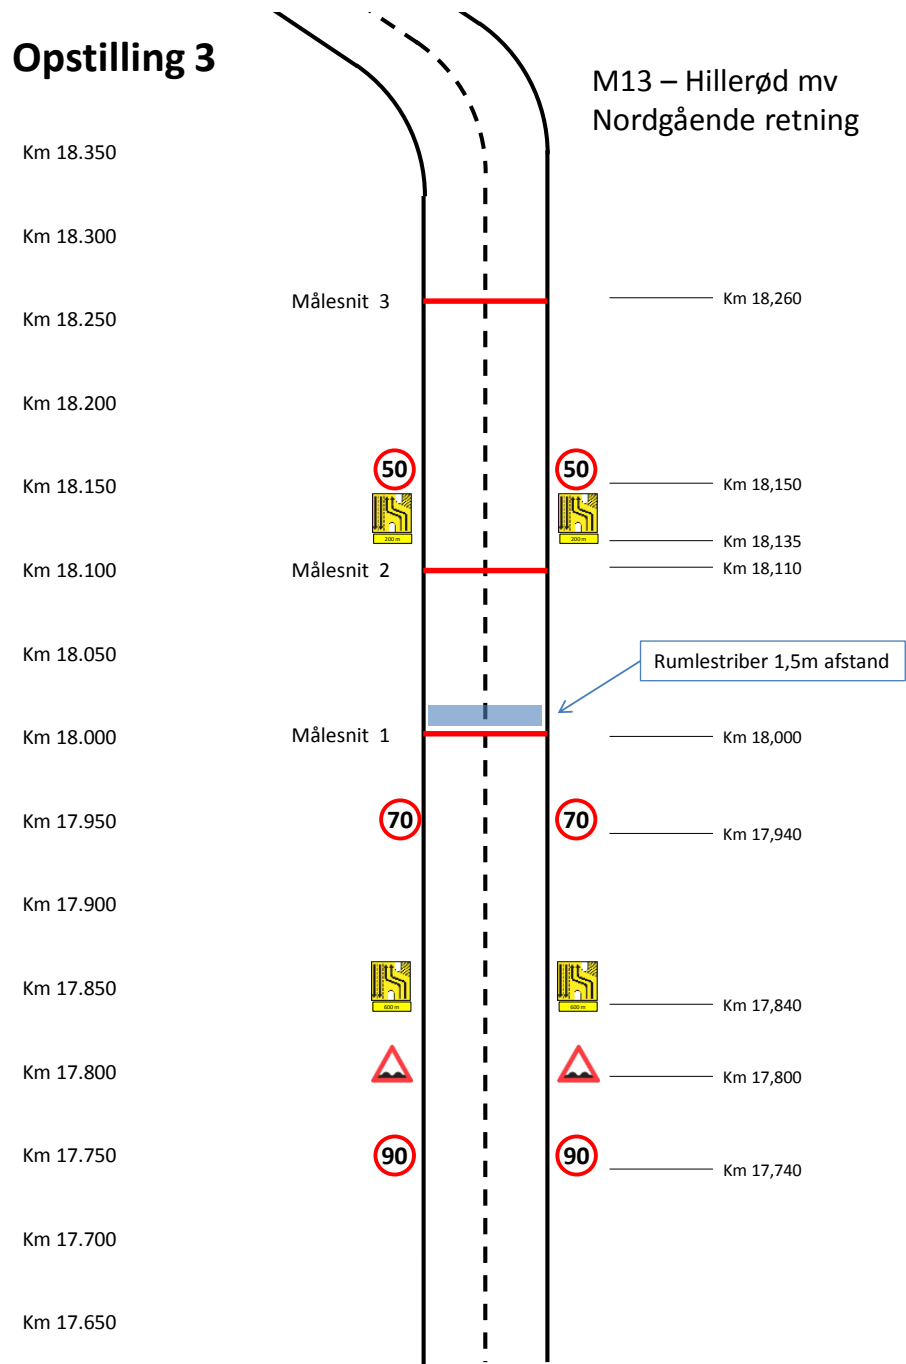 Opstilling 3
M13 – Hillerød mv
Nordgående retning
Km 18.350
Km 18.300
Målesnit 3
Km 18,260
Km 18.250
Km 18.200
50
50
Km 18.150
Km 18,150
200 m
200 m
Km 18,135
Km 18.100
Målesnit 2
Km 18,110
Km 18.050
Rumlestriber 1,5m afstand
Km 18.000
Målesnit 1
Km 18,000
Km 17.950
70
70
Km 17,940
Km 17.900
Km 17.850
600 m
600 m
Km 17,840
Km 17.800
Km 17,800
Km 17.750
90
90
Km 17,740
Km 17.700
Km 17.650